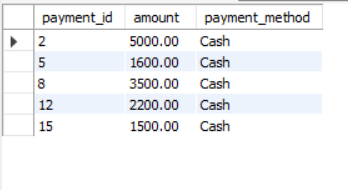 payment_id amount payment_method
2 5000.00 Cash
5 1600.00 Cash
8 3500.00 Cash
12 2200.00 Cash
15 1500.00 Cash